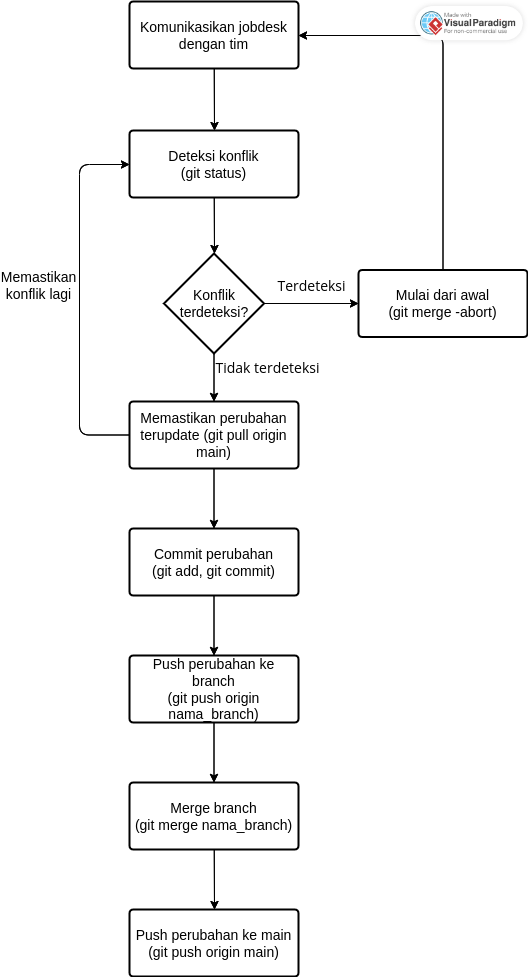 Komunikasikan jobdesk
dengan tim
Made with
VisualParadigm
For non-commercial use
Deteksi konflik
(git status)
Memastikan
konflik lagi
Konflik
terdeteksi?
Terdeteksi
Mulai dari awal
(git merge -abort)
Tidak terdeteksi
Memastikan perubahan
terupdate (git pull origin
main)
Commit perubahan
(git add, git commit)
Push perubahan ke
branch
(git push origin
nama_branch)
Merge branch
(git merge nama_branch)
Push perubahan ke main
(git push origin main)